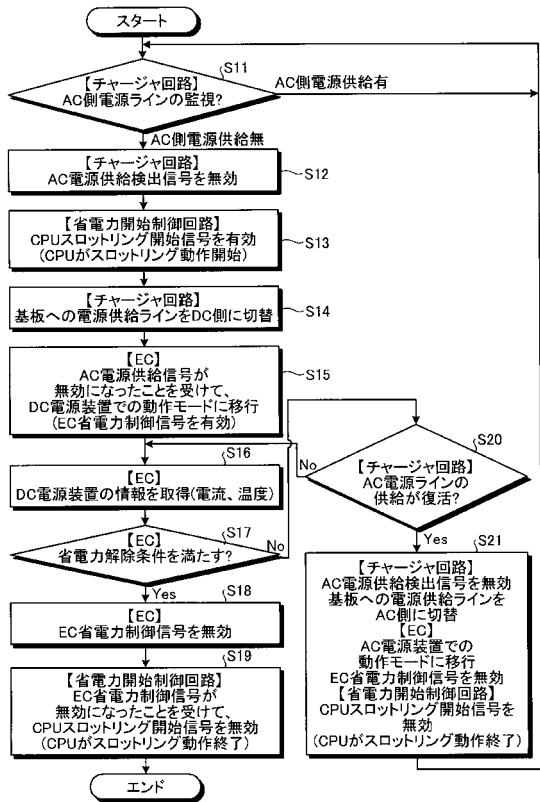 スタート
S11
【チャージャ回路】
AC側電源ラインの監視?
AC側電源供給有
AC側電源供給無
【チャージャ回路】
AC電源供給検出信号を無効
S12
【省電力開始制御回路】
CPUスロットリング開始信号を有効
(CPUがスロットリング動作開始)
S13
【チャージャ回路】
基板への電源供給ラインをDC側に切替
S14
【EC】
AC電源供給信号が
無効になったことを受けて、
DC電源装置での動作モードに移行
(EC省電力制御信号を有効)
S15
S16
【EC】
DC電源装置の情報を取得(電流、温度)
S17
【EC】
省電力解除条件を満たす?
No
Yes
S18
【EC】
EC省電力制御信号を無効
S19
【省電力開始制御回路】
EC省電力制御信号が
無効になったことを受けて、
CPUスロットリング開始信号を無効
(CPUがスロットリング動作終了)
エンド
S20
【チャージャ回路】
AC電源ラインの
供給が復活?
No
Yes
S21
【チャージャ回路】
AC電源供給検出信号を無効
基板への電源供給ラインを
AC側に切替
【EC】
AC電源装置での
動作モードに移行
EC省電力制御信号を無効
【省電力開始制御回路】
CPUスロットリング開始信号を
無効
(CPUがスロットリング動作終了)